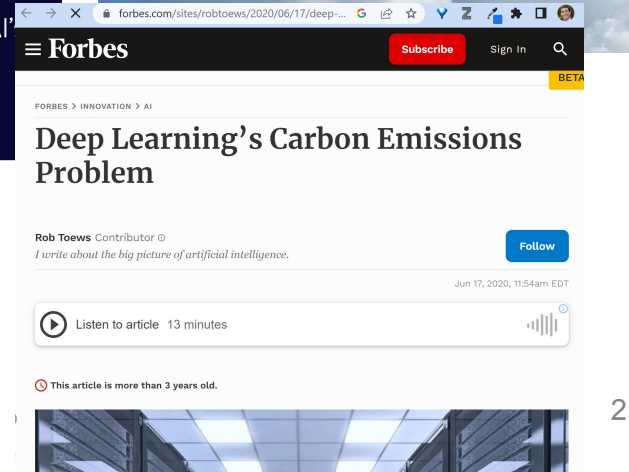 I'
forbes.com/sites/robtoews/2020/06/17/deep-...
Forbes
Subscribe
Sign In
BETA
FORBES > INNOVATION > AI
Deep Learning’s Carbon Emissions
Problem
Rob Toews Contributor
I write about the big picture of artificial intelligence.
Follow
Jun 17, 2020, 11:54am EDT
Listen to article 13 minutes
This article is more than 3 years old.
2